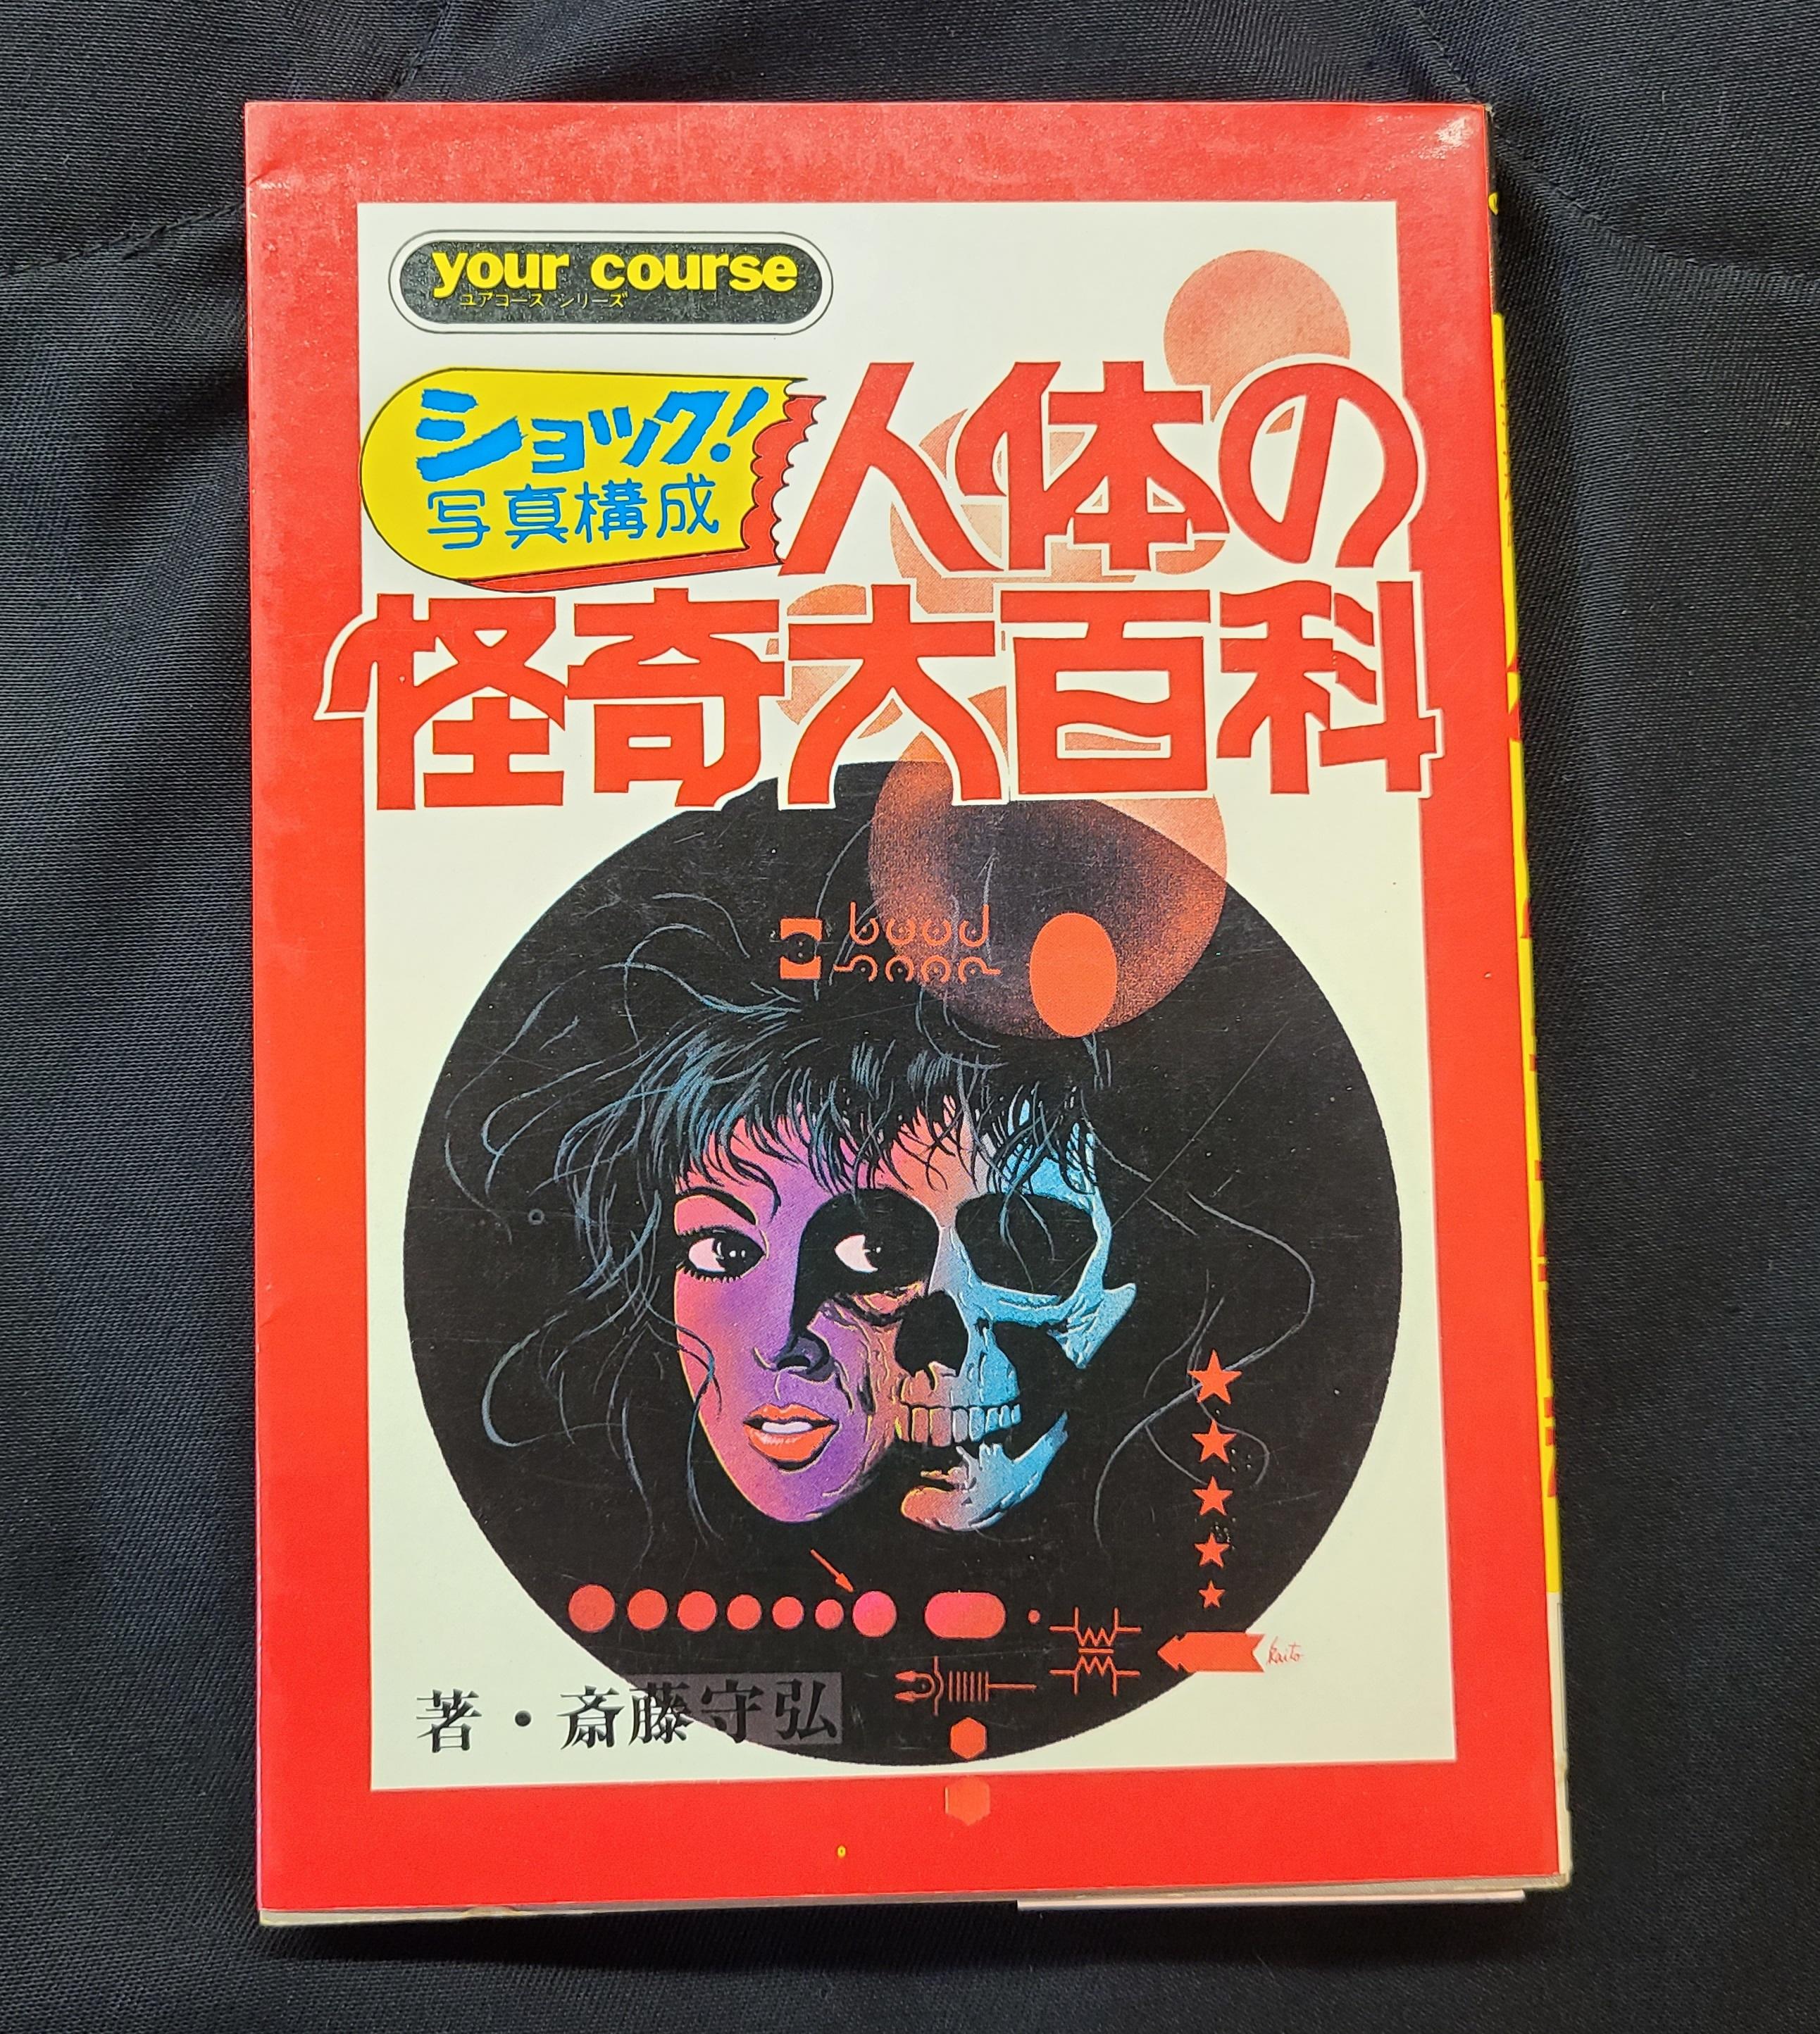 your course
ユアコース シリーズ
ショック!
写真構成
人体の
怪奇大百科
Kaito
著・斎藤守弘